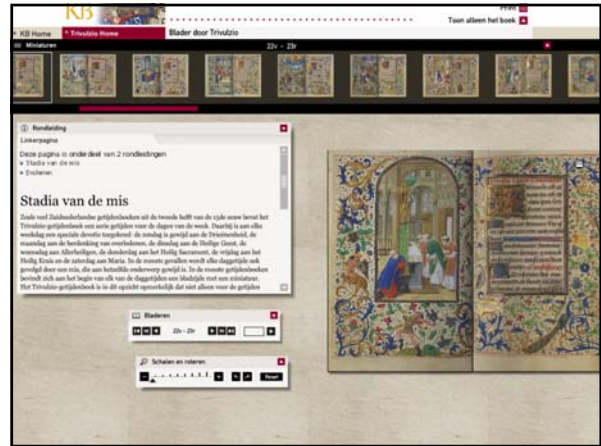 KB
Print
Toon alleen het boek
KB Home
Trivulzio Home
Blader door Trivulzio
Miniaturen
22v - 23r
Rondleiding
Linkerpagina
Deze pagina is onderdeel van 2 rondleidingen
» Stadia van de mis
» Evoleren
Stadia van de mis
Zoals veel Zuidnederlandse getijdenboeken uit de tweede helft van de 15de eeuw bevat het
Trivulzio-getijdenboek een serie getijden voor de dagen van de week. Daarbij is aan elke
weekdag een speciale devotie toegekend: de zondag is gewijd aan de Drieëenheid, de
maandag aan de herdenking van overledenen, de dinsdag aan de Heilige Geest, de
woensdag aan Allerheiligen, de donderdag aan het Heilig Sacrament, de vrijdag aan het
Heilig Kruis en de zaterdag aan Maria. In de meeste gevallen wordt elke daggetijde ook
gevolgd door een mis, die aan hetzelfde onderwerp gewijd is. In de meeste getijdenboeken
bevindt zich aan het begin van elk van de daggetijden een bladzijde met een miniatuur.
Het Trivulzio-getijdenboek is in dit opzicht opmerkelijk dat niet alleen voor de getijden
Bladeren
22v - 23r
Schalen en roteren
Reset